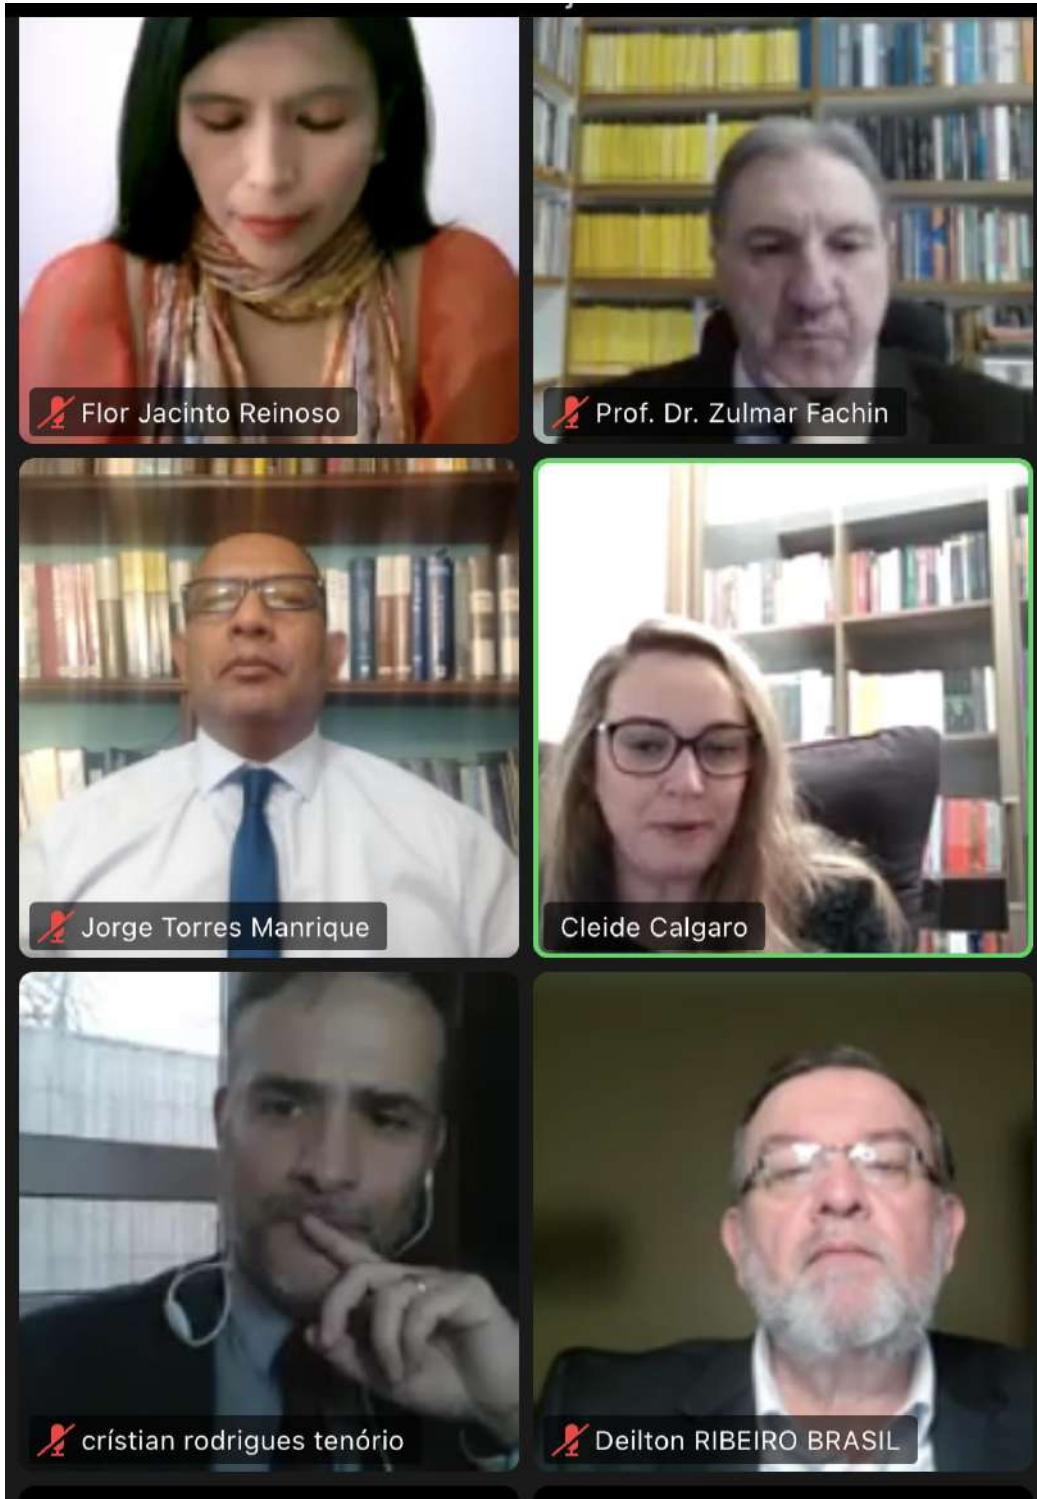 Flor Jacinto Reinoso
Prof. Dr. Zulmar Fachin
Jorge Torres Manrique
Cleide Calgaro
crístian rodrigues tenório
Deilton RIBEIRO BRASIL